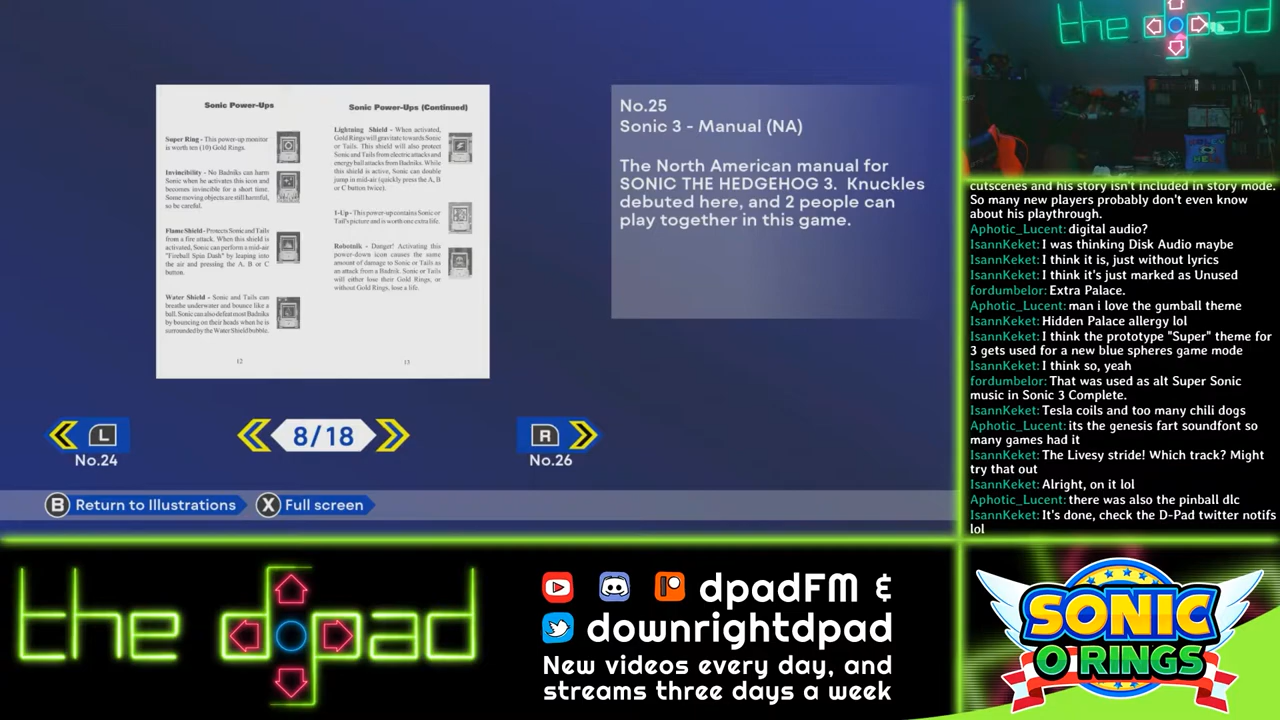 Sonic Power-Ups
Super Ring - This power-up monitor
is worth ten (10) Gold Rings.
Invincibility - No Badniks can harm
Sonic when he activates this icon and
becomes invincible for a short time.
Some moving objects are still harmful,
so be careful.
Flame Shield - Protects Sonic and Tails
from a fire attack. When this shield is
activated, Sonic can perform a mid-air
"Fireball Spin Dash" by leaping into
the air and pressing the A, B or C
button.
Water Shield - Sonic and Tails can
breathe underwater and bounce like a
ball. Sonic can also defeat most Badniks
by bouncing on their heads when he is
surrounded by the Water Shield bubble.
12
Sonic Power-Ups (Continued)
Lightning Shield - When activated,
Gold Rings will gravitate towards Sonic
or Tails. This shield will also protect
Sonic and Tails from electric attacks and
energy ball attacks from Badniks. While
this shield is active, Sonic can double
jump in mid-air (quickly press the A, B
or C button twice).
1-Up - This power-up contains Sonic or
Tail's picture and is worth one extra life.
Robotnik - Danger! Activating this
power-down icon causes the same
amount of damage to Sonic or Tails as
an attack from a Badnik. Sonic or Tails
will either lose their Gold Rings, or
without Gold Rings, lose a life.
13
No.25
Sonic 3 - Manual (NA)
The North American manual for
SONIC THE HEDGEHOG 3. Knuckles
debuted here, and 2 people can
play together in this game.
L
No.24
8/18
R
No.26
B Return to Illustrations
X Full screen
the dpad
cutscenes and his story isn't included in story mode.
So many new players probably don't even know
about his playthrough.
Aphotic_Lucent: digital audio?
IsannKeket: I was thinking Disk Audio maybe
IsannKeket: I think it is, just without lyrics
IsannKeket: I think it's just marked as Unused
fordumbelor: Extra Palace.
Aphotic_Lucent: man i love the gumball theme
IsannKeket: Hidden Palace allergy lol
IsannKeket: I think the prototype "Super" theme for
3 gets used for a new blue spheres game mode
IsannKeket: I think so, yeah
fordumbelor: That was used as alt Super Sonic
music in Sonic 3 Complete.
IsannKeket: Tesla coils and too many chili dogs
Aphotic_Lucent: its the genesis fart soundfont so
many games had it
IsannKeket: The Livesy stride! Which track? Might
try that out
IsannKeket: Alright, on it lol
Aphotic_Lucent: there was also the pinball dlc
IsannKeket: It's done, check the D-Pad twitter notifs
lol
the dpad
dpadFM &
downrightdpad
New videos every day, and
streams three days a week
SONIC
O RINGS